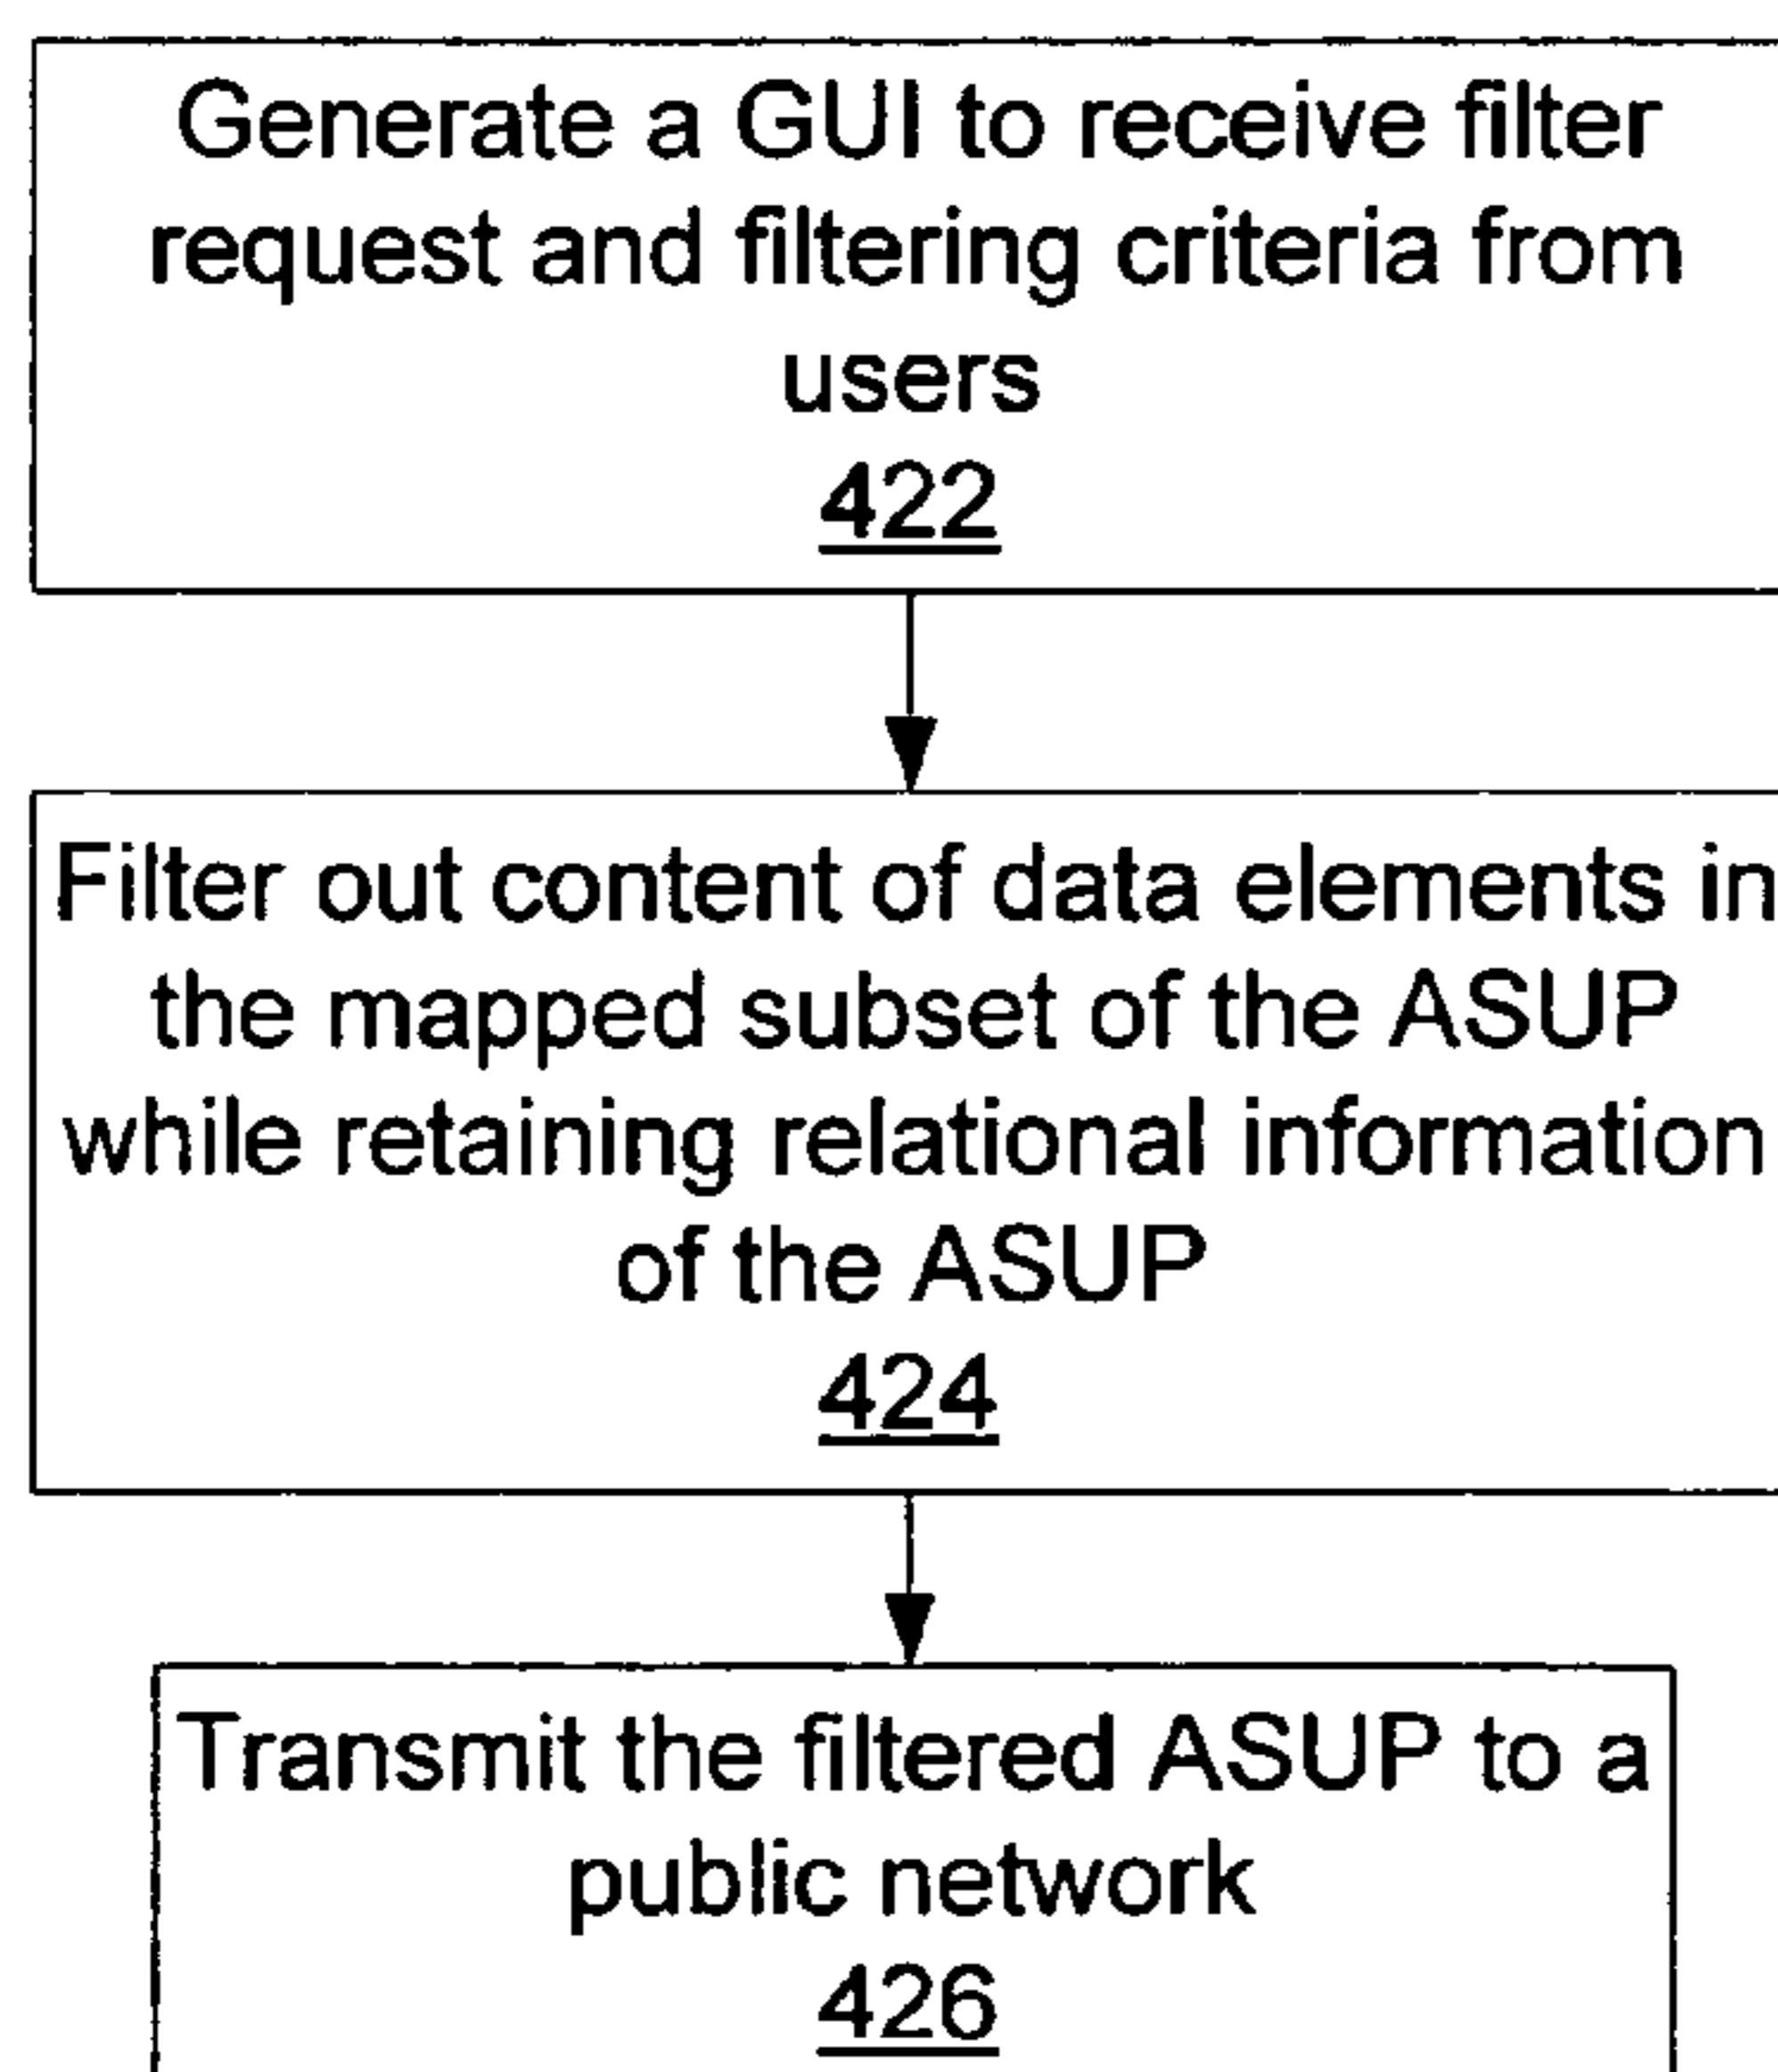 Generate a GUI to receive filter
request and filtering criteria from
users
422
Filter out content of data elements in
the mapped subset of the ASUP
while retaining relational information
of the ASUP
424
Transmit the filtered ASUP to a
public network
426